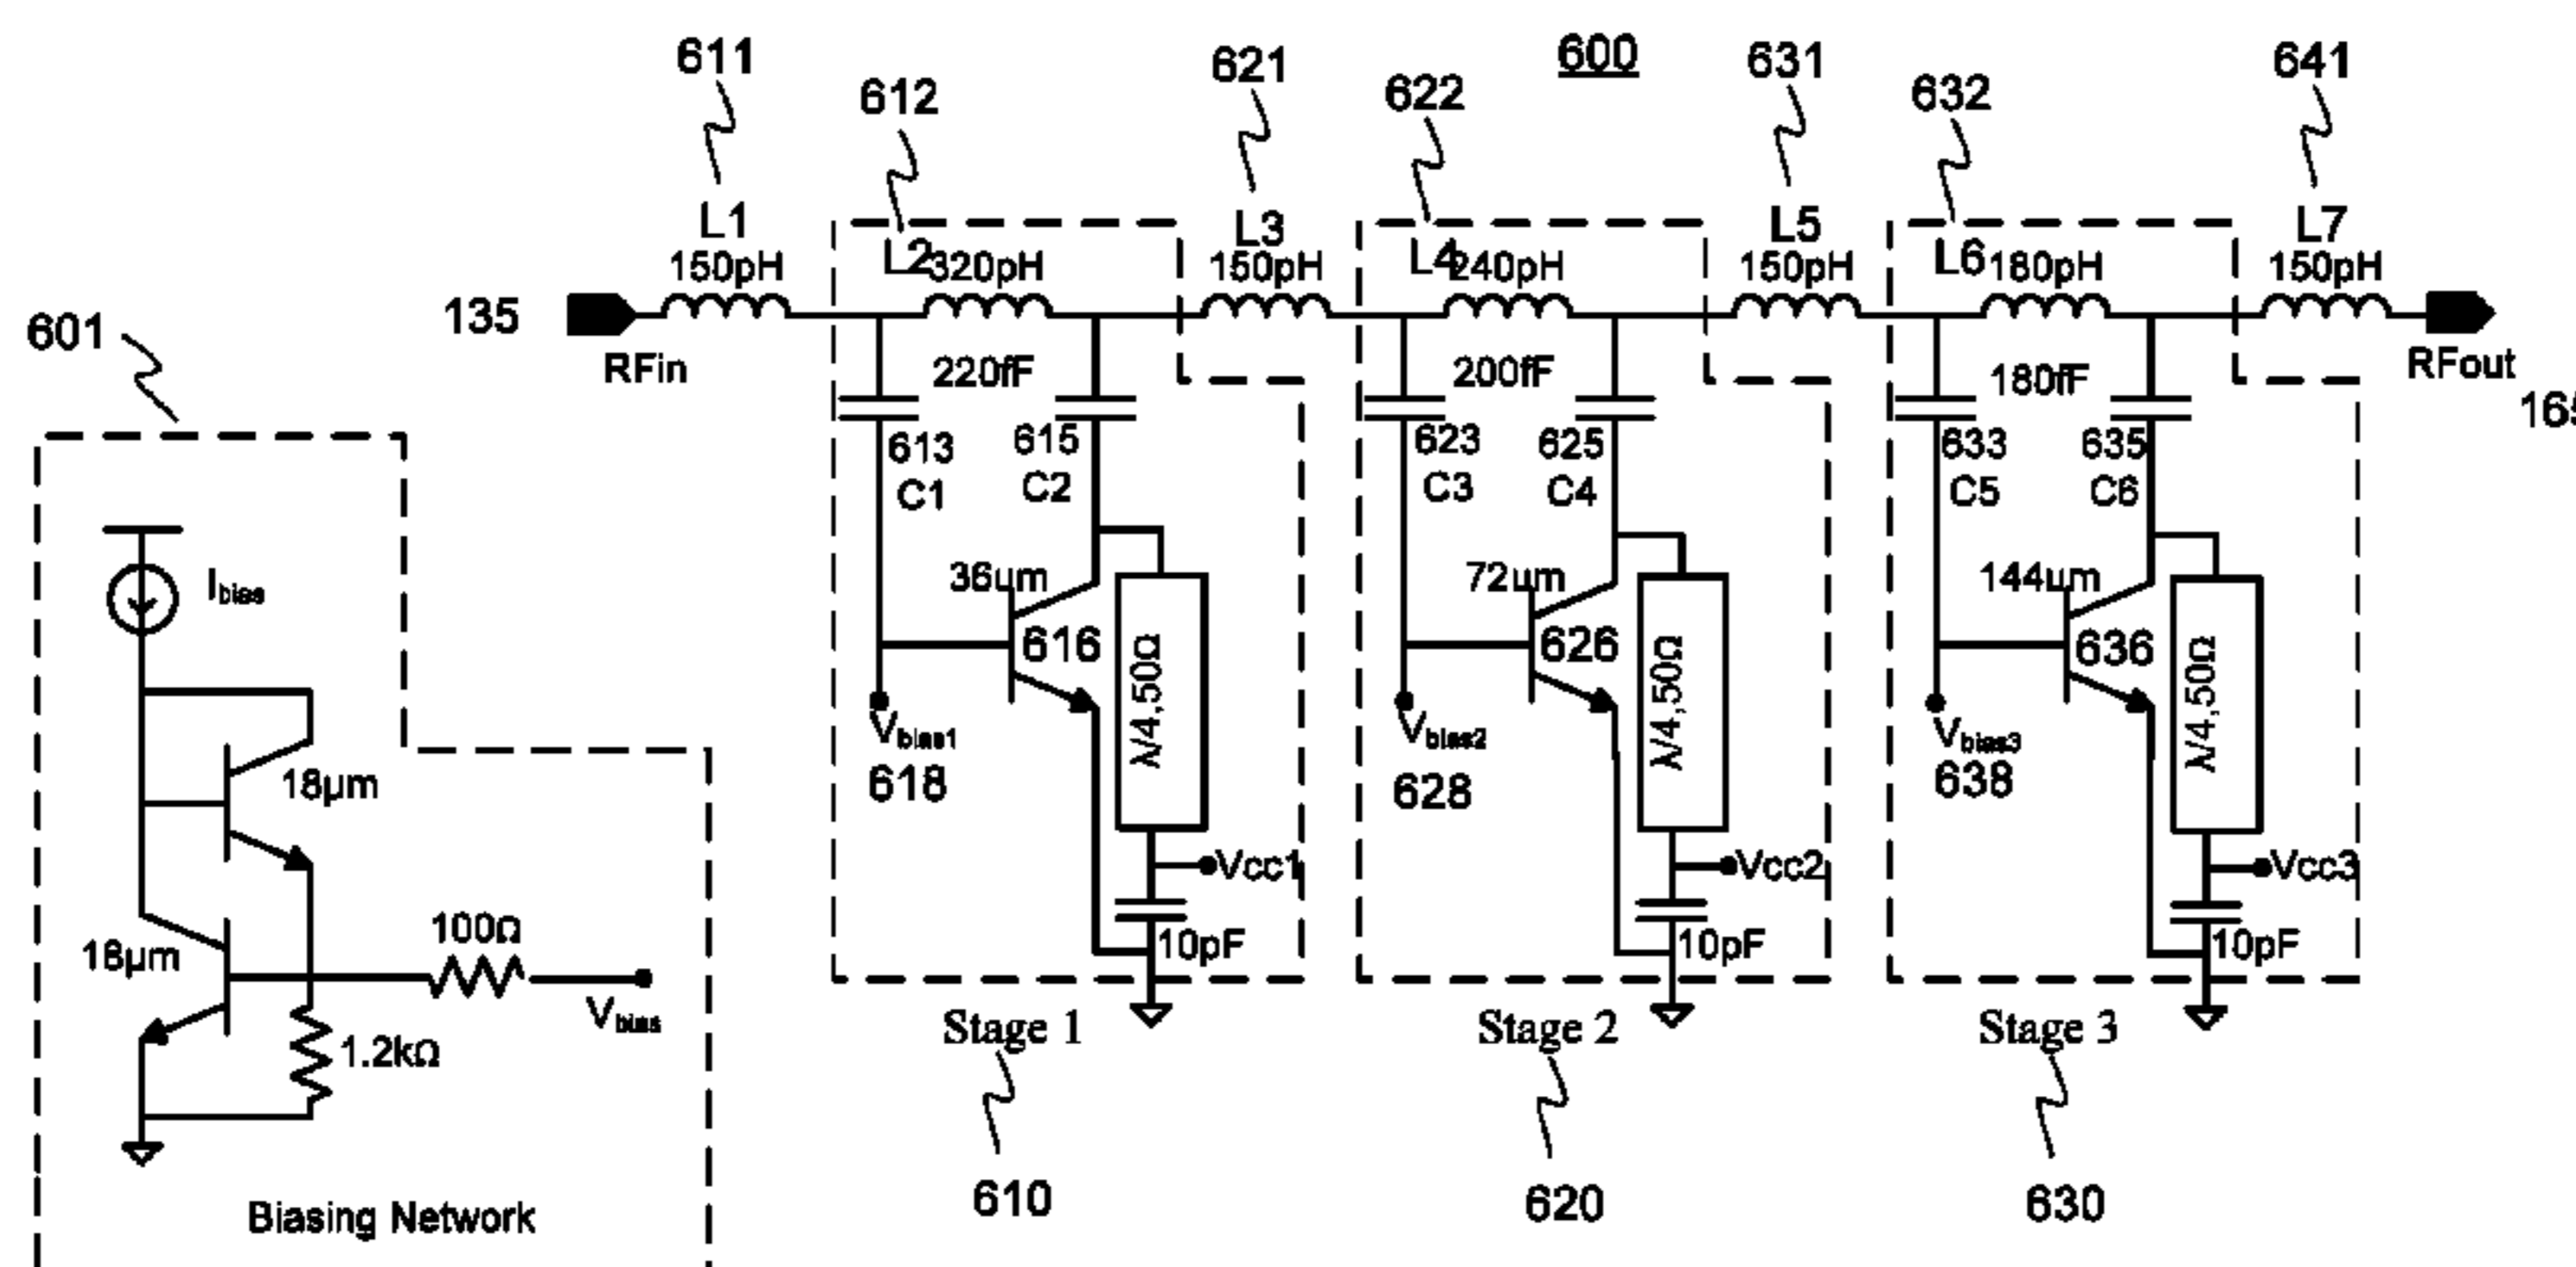 600
611
612
621
622
631
632
641
L1
150pH
L2
320pH
L3
150pH
L4
240pH
L5
150pH
L6
180pH
L7
150pH
135
RFin
RFout
165
601
220fF
200fF
180fF
613
C1
615
C2
623
C3
625
C4
633
C5
635
C6
Ibias
36um
616
λ/4,50Ω
72um
626
λ/4,50Ω
144um
636
λ/4,50Ω
Vbias1
618
Vbias2
628
Vbias3
638
18µm
18µm
100Ω
Vbias
1.2kΩ
Vcc1
10pF
Vcc2
10pF
Vcc3
10pF
Stage 1
Stage 2
Stage 3
610
620
630
Biasing Network